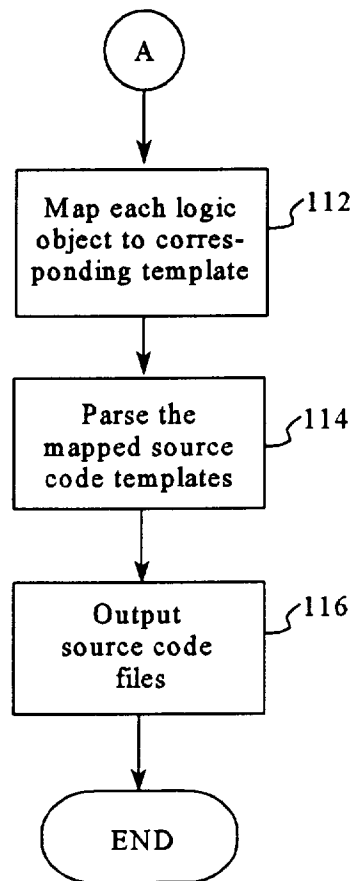 A
Map each logic
object to corres-
ponding template
112
Parse the
mapped source
code templates
114
Output
source code
files
116
END